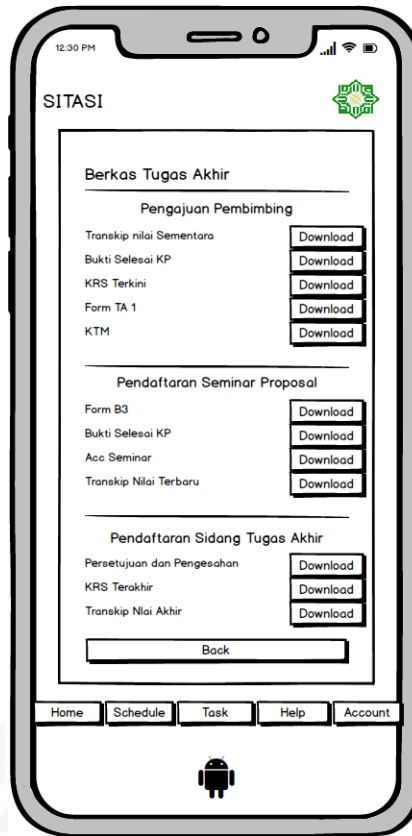 12:30 PM
SITASI
Berkas Tugas Akhir
Pengajuan Pembimbing
Transkip nilai Sementara Download
Bukti Selesai KP Download
KRS Terkini Download
Form TA 1 Download
KTM Download
Pendaftaran Seminar Proposal
Form B3 Download
Bukti Selesai KP Download
Acc Seminar Download
Transkip Nilai Terbaru Download
Pendaftaran Sidang Tugas Akhir
Persetujuan dan Pengesahan Download
KRS Terakhir Download
Transkip Nlai Akhir Download
Back
Home Schedule Task Help Account